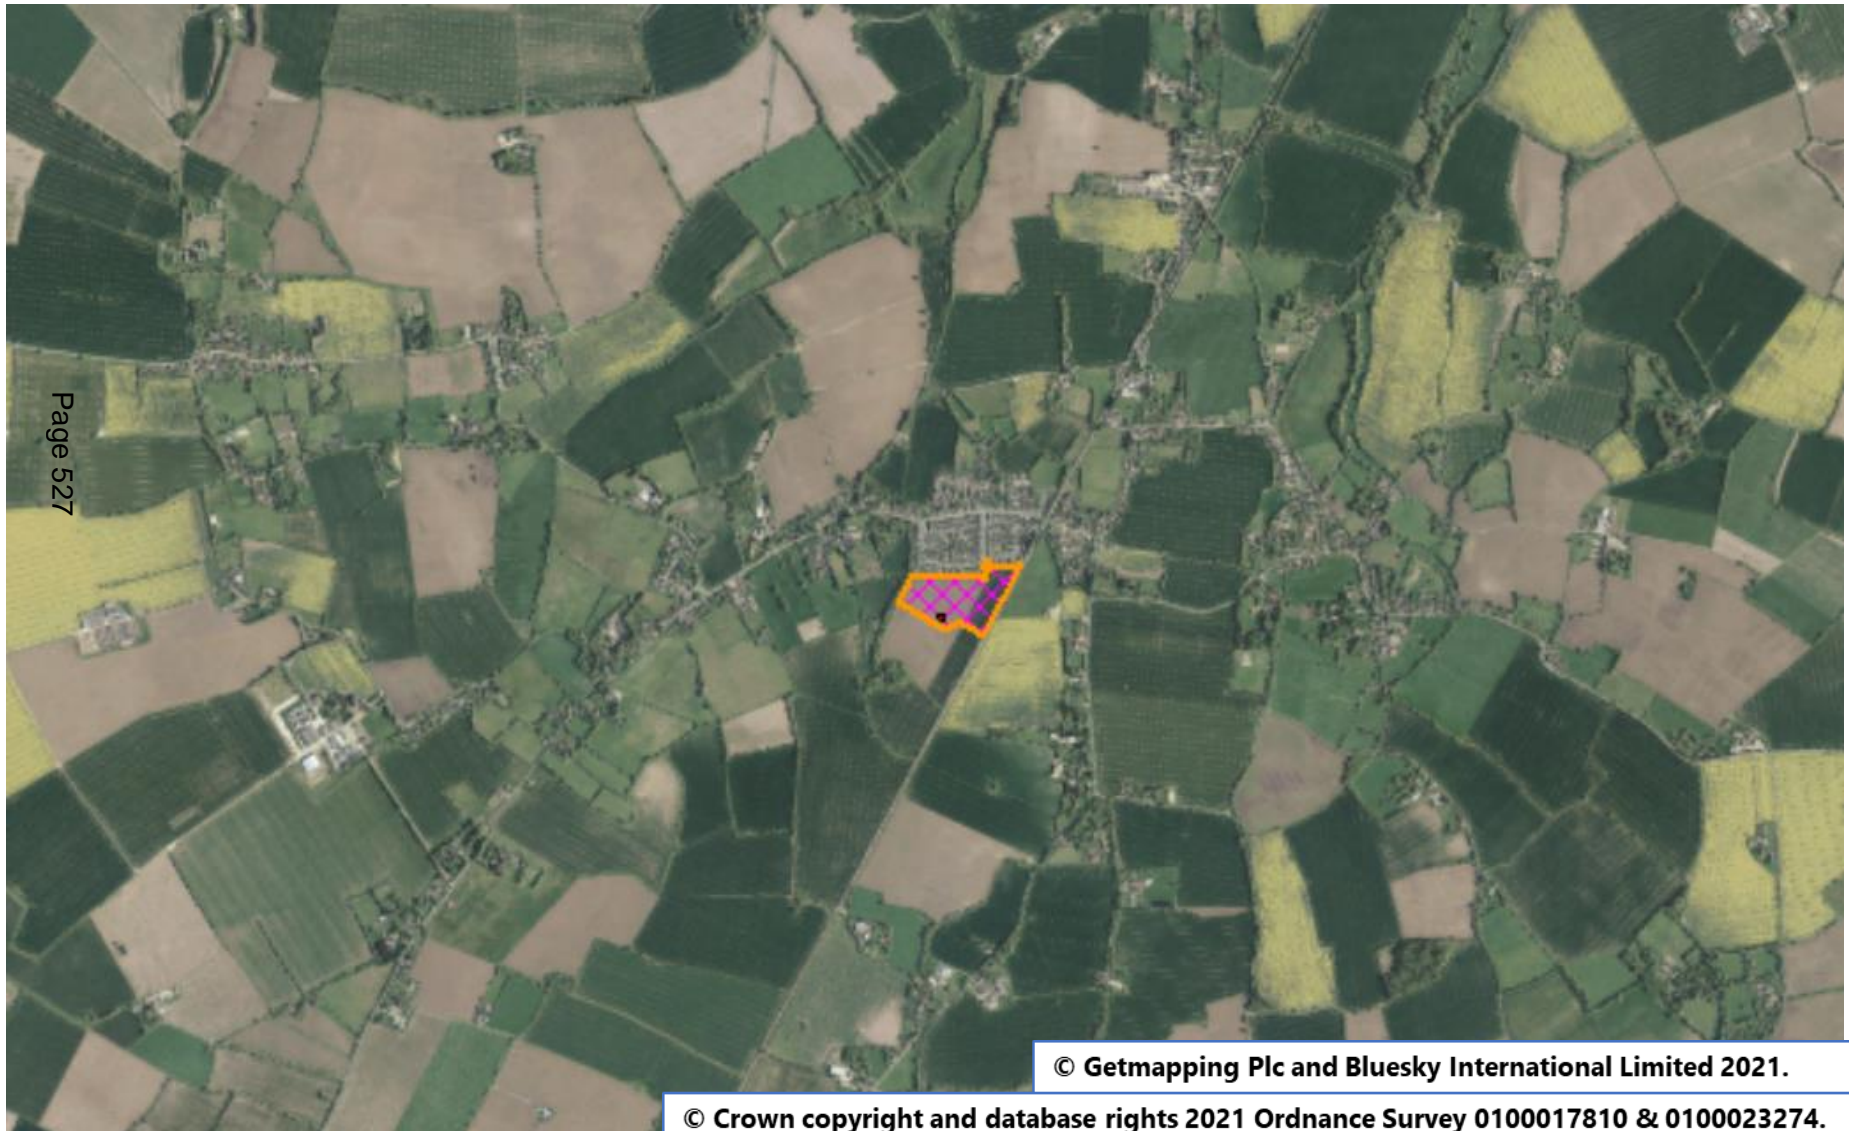 Page 527
© Getmapping Plc and Bluesky International Limited 2021.
© Crown copyright and database rights 2021 Ordnance Survey 0100017810 & 0100023274.